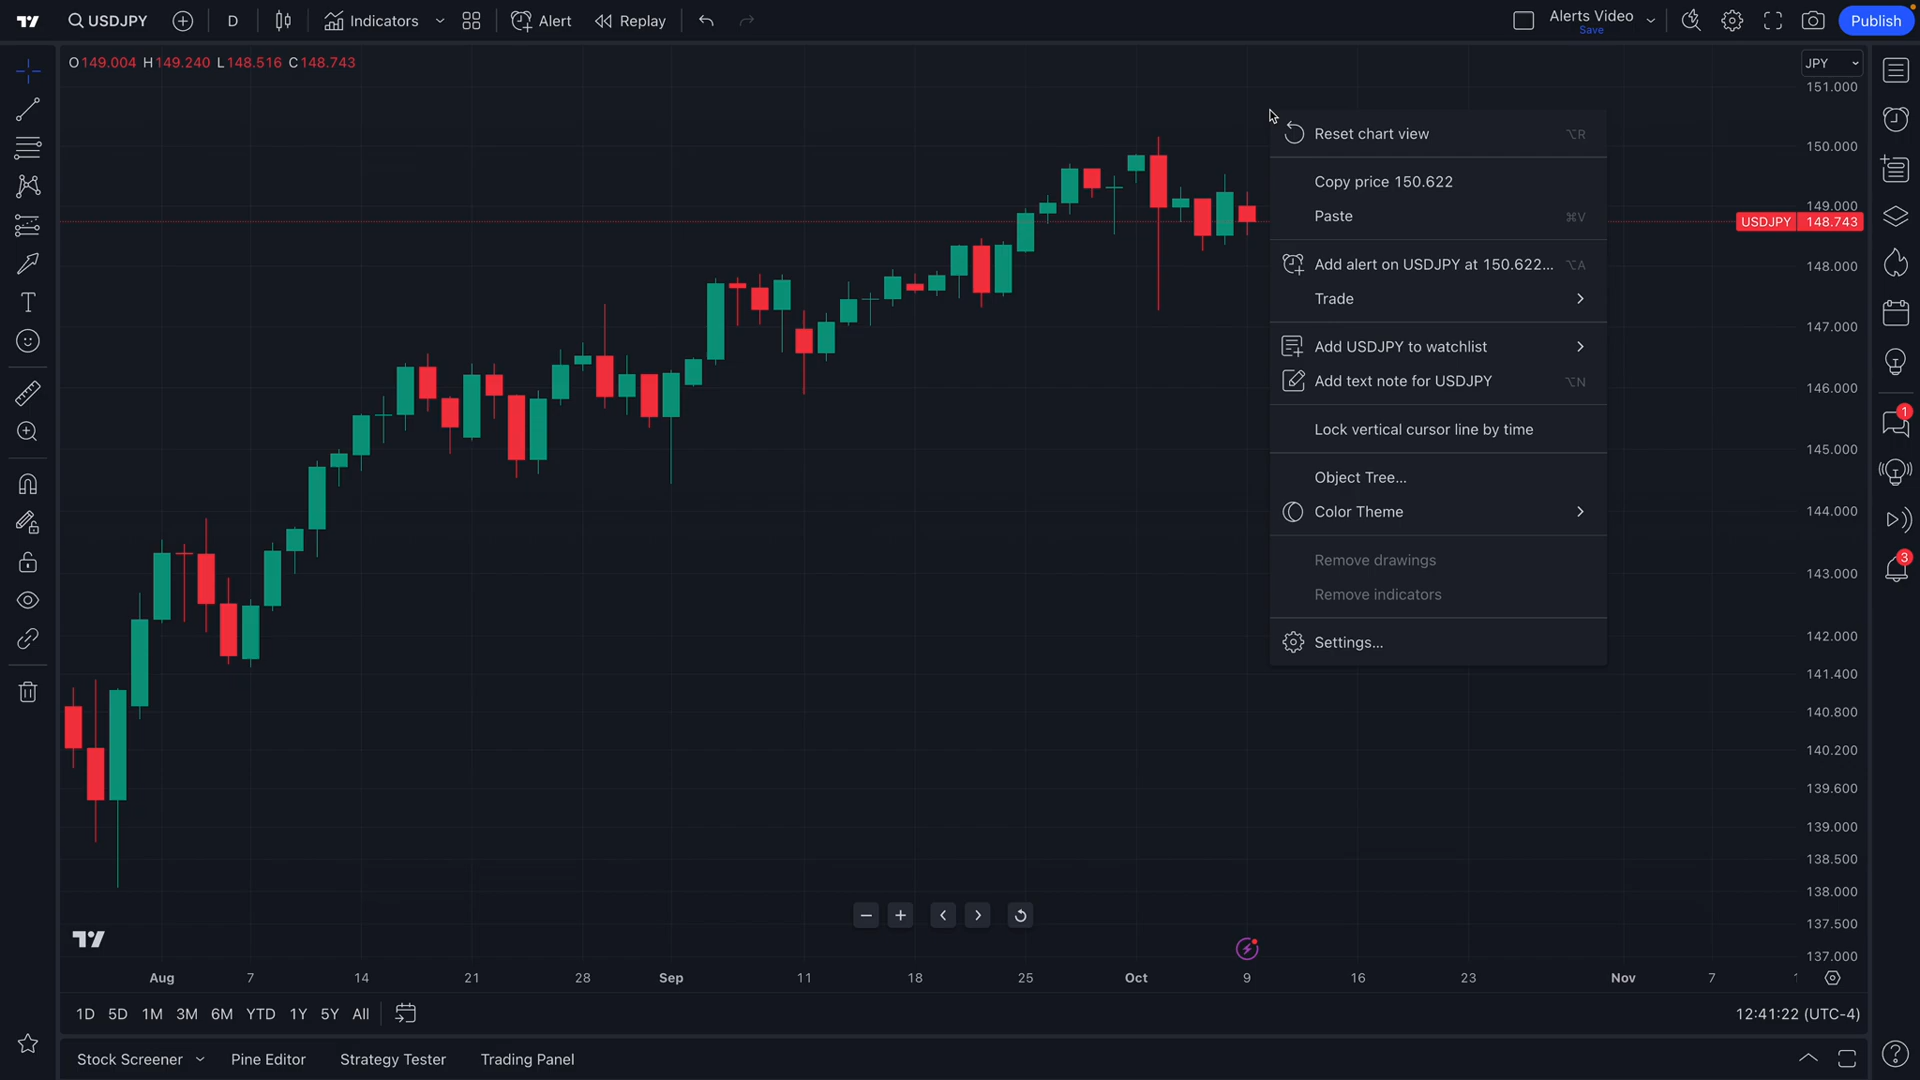 USDJPY
D
Indicators
Alert
Replay
Alerts Video
Save
Publish
O149.004 H149.240 L148.516 C148.743
JPY
151.000
150.000
149.000
USDJPY 148.743
148.000
147.000
146.000
145.000
144.000
143.000
142.000
141.400
140.800
140.200
139.600
139.000
138.500
138.000
137.500
137.000
Reset chart view ⌥R
Copy price 150.622
Paste ⌘V
Add alert on USDJPY at 150.622... ⌥A
Trade
Add USDJPY to watchlist
Add text note for USDJPY ⌥N
Lock vertical cursor line by time
Object Tree...
Color Theme
Remove drawings
Remove indicators
Settings...
1
3
Aug 7 14 21 28 Sep 11 18 25 Oct 9 16 23 Nov 7 1
1D 5D 1M 3M 6M YTD 1Y 5Y All
12:41:22 (UTC-4)
Stock Screener Pine Editor Strategy Tester Trading Panel